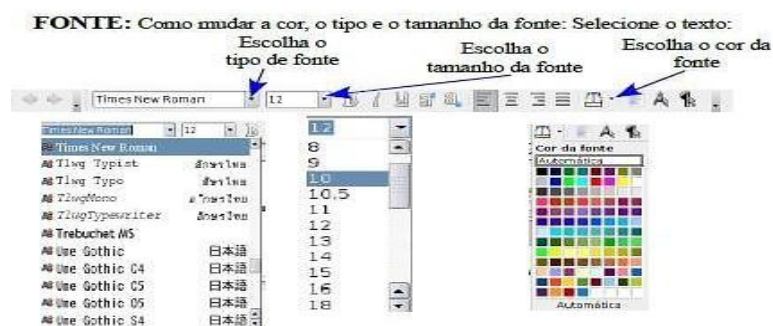 FONTE: Como mudar a cor, o tipo e o tamanho da fonte: Selecione o texto:
Escolha o
tipo de fonte
Escolha o
tamanho da fonte
Escolha o cor da
fonte
Times New Roman 12
Times New Roman 12
Times New Roman
Tlwg Typist
Tlwg Typo
TlwgMono
TlwgTypewriter
Trebuchet MS
Ume Gothic 日本語
Ume Gothic C4 日本語
Ume Gothic C5 日本語
Ume Gothic O5 日本語
Ume Gothic S4 日本語
12
8
9
10
10,5
11
12
13
14
15
16
18
Cor da fonte
Automática
Automática